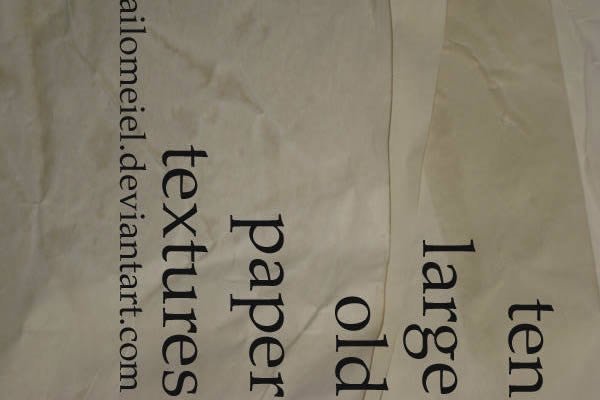 ten
large
old
paper
textures
ailomeiel.deviantart.com